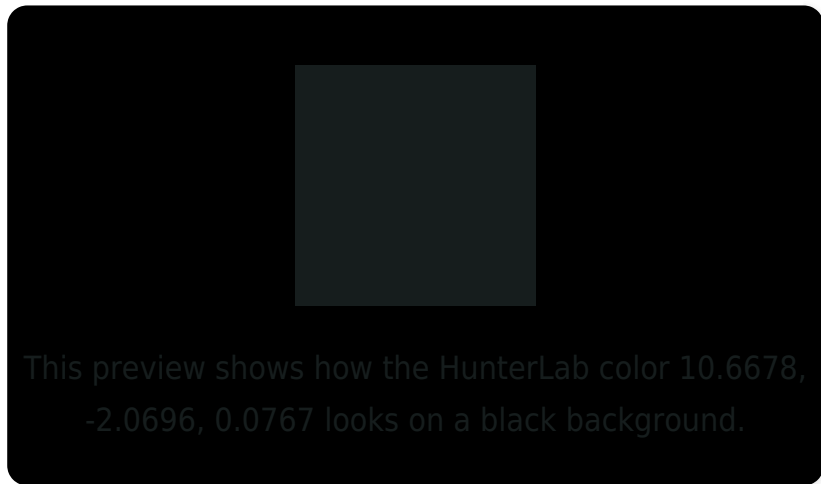 This preview shows how the HunterLab color 10.6678,
-2.0696, 0.0767 looks on a black background.